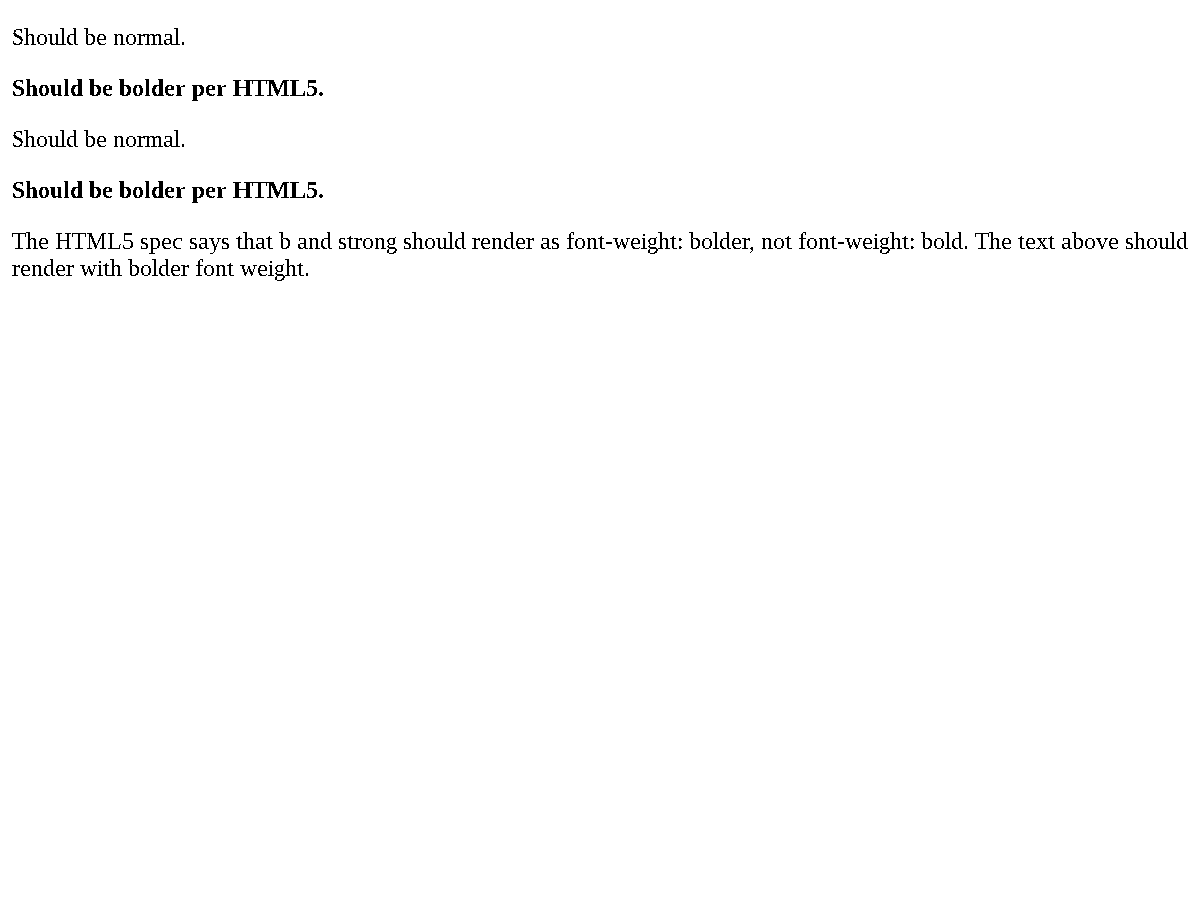 Should be normal.
Should be bolder per HTML5.
Should be normal.
Should be bolder per HTML5.
The HTML5 spec says that b and strong should render as font-weight: bolder, not font-weight: bold. The text above should
render with bolder font weight.